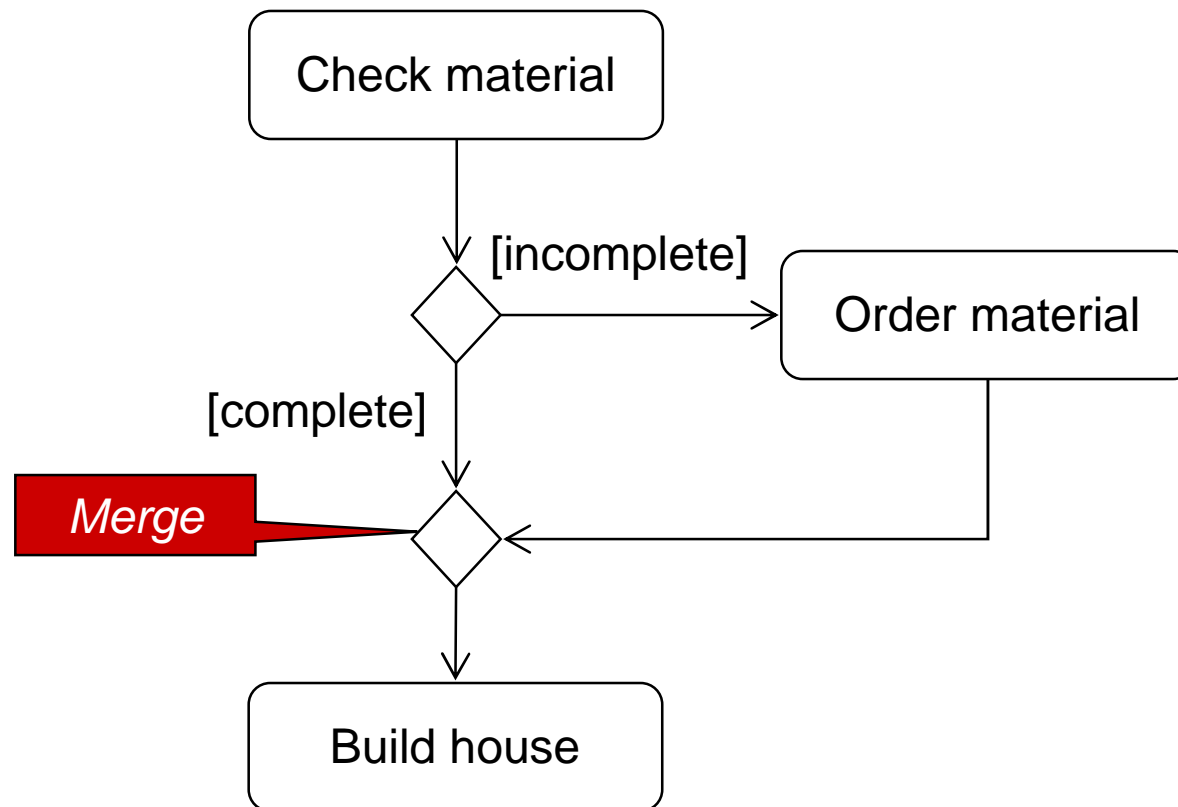 Check material
[incomplete]
Order material
[complete]
Merge
Build house